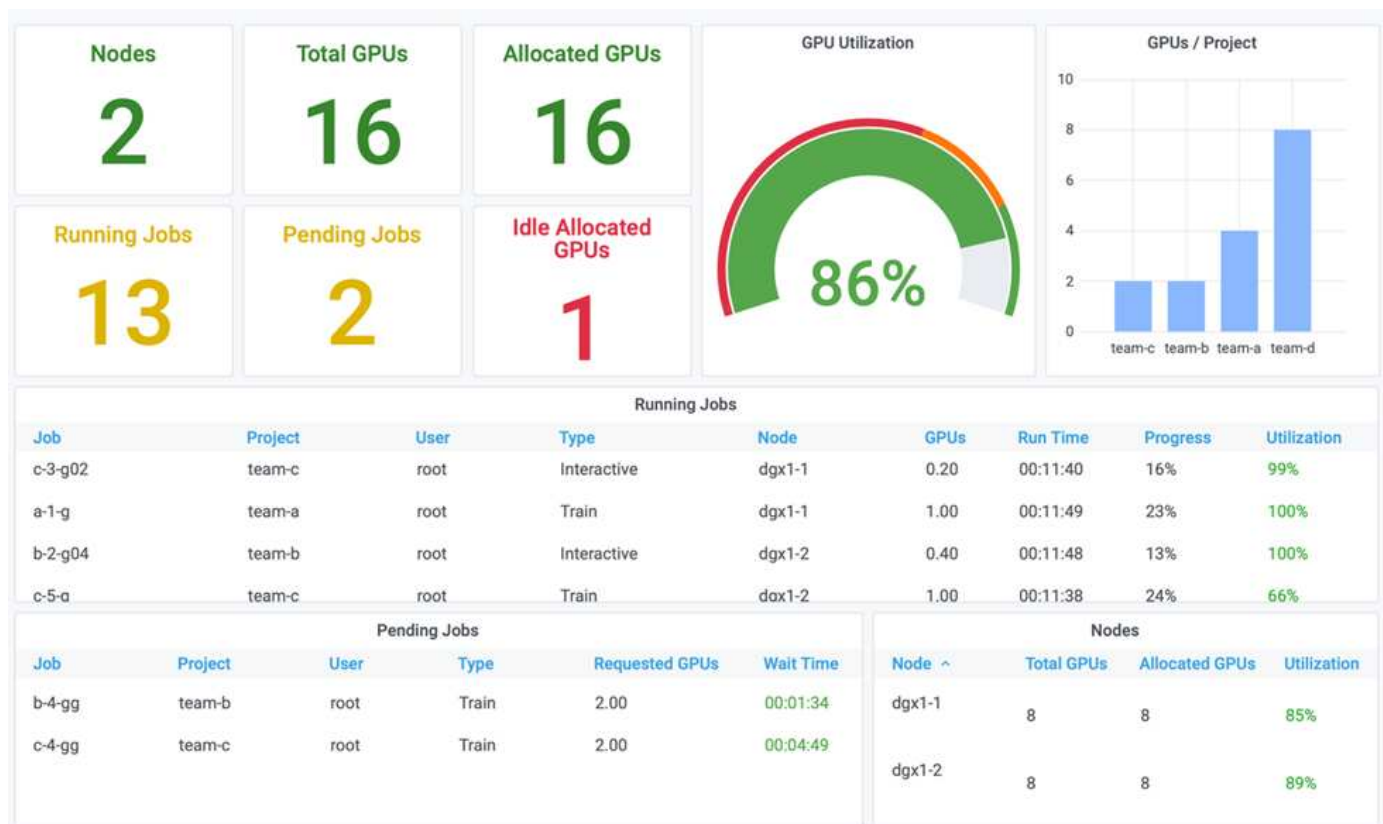 Nodes
2
Total GPUs
16
Allocated GPUs
16
Running Jobs
13
Pending Jobs
2
Idle Allocated
GPUs
1
GPU Utilization
86%
GPUs / Project
10
8
6
4
2
0
team-c team-b team-a team-d
Running Jobs
Job Project User Type Node GPUs Run Time Progress Utilization
c-3-g02 team-c root Interactive dgx1-1 0.20 00:11:40 16% 99%
a-1-g team-a root Train dgx1-1 1.00 00:11:49 23% 100%
b-2-g04 team-b root Interactive dgx1-2 0.40 00:11:48 13% 100%
c-5-g team-c root Train dgx1-2 1.00 00:11:38 24% 66%
Pending Jobs
Job Project User Type Requested GPUs Wait Time
b-4-gg team-b root Train 2.00 00:01:34
c-4-gg team-c root Train 2.00 00:04:49
Nodes
Node Total GPUs Allocated GPUs Utilization
dgx1-1 8 8 85%
dgx1-2 8 8 89%